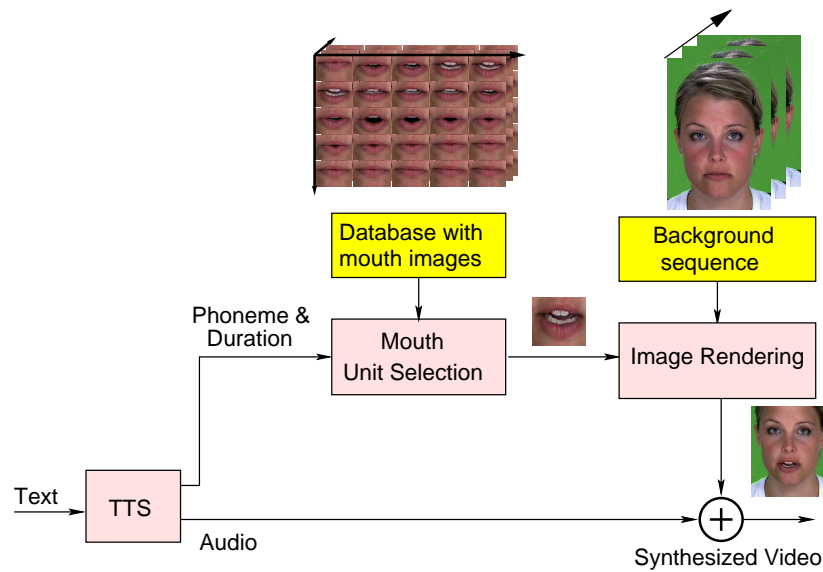 Database with
mouth images
Background
sequence
Phoneme &
Duration
Mouth
Unit Selection
Image Rendering
Text
TTS
Audio
Synthesized Video